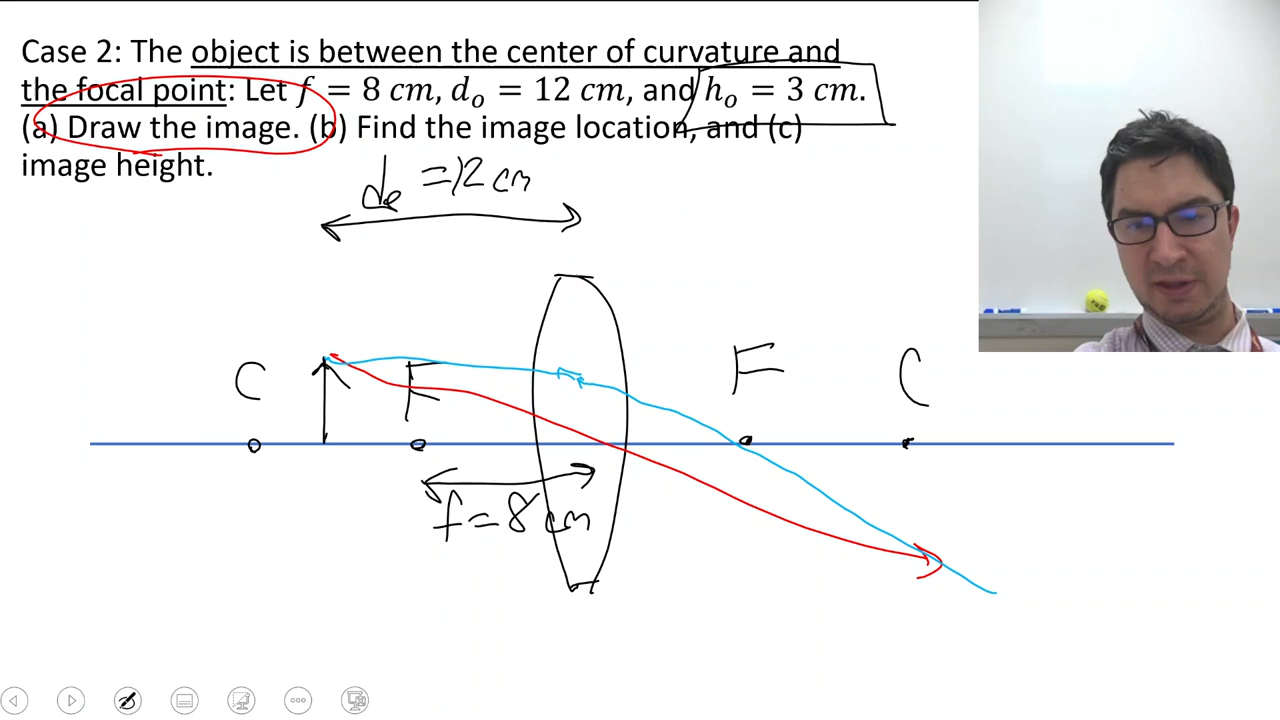 Case 2: The object is between the center of curvature and
the focal point: Let f = 8 cm, dₒ = 12 cm, and hₒ = 3 cm.
(a) Draw the image. (b) Find the image location, and (c)
image height.
dₒ = 12 cm
C F F C
f = 8 cm